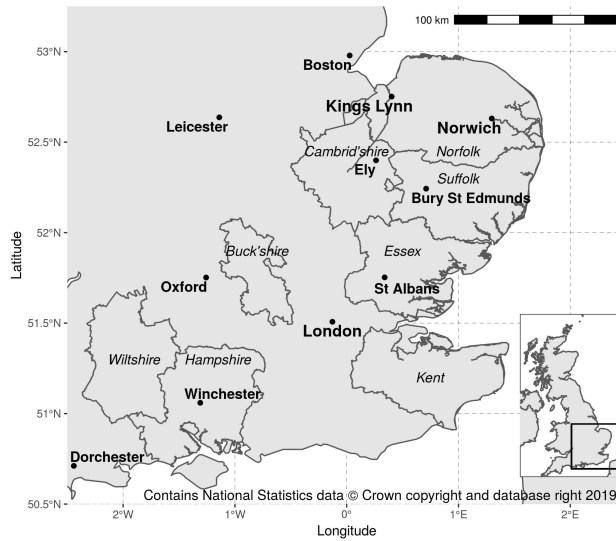 100 km
53°N
Boston
Kings Lynn
Leicester
Norwich
52.5°N
Cambrid'shire
Norfolk
Ely
Suffolk
Bury St Edmunds
52°N
Buck'shire
Essex
Oxford
St Albans
Latitude
51.5°N
London
Wiltshire
Hampshire
Kent
Winchester
51°N
Dorchester
Contains National Statistics data © Crown copyright and database right 2019
50.5°N
2°W
1°W
0°
1°E
2°E
Longitude